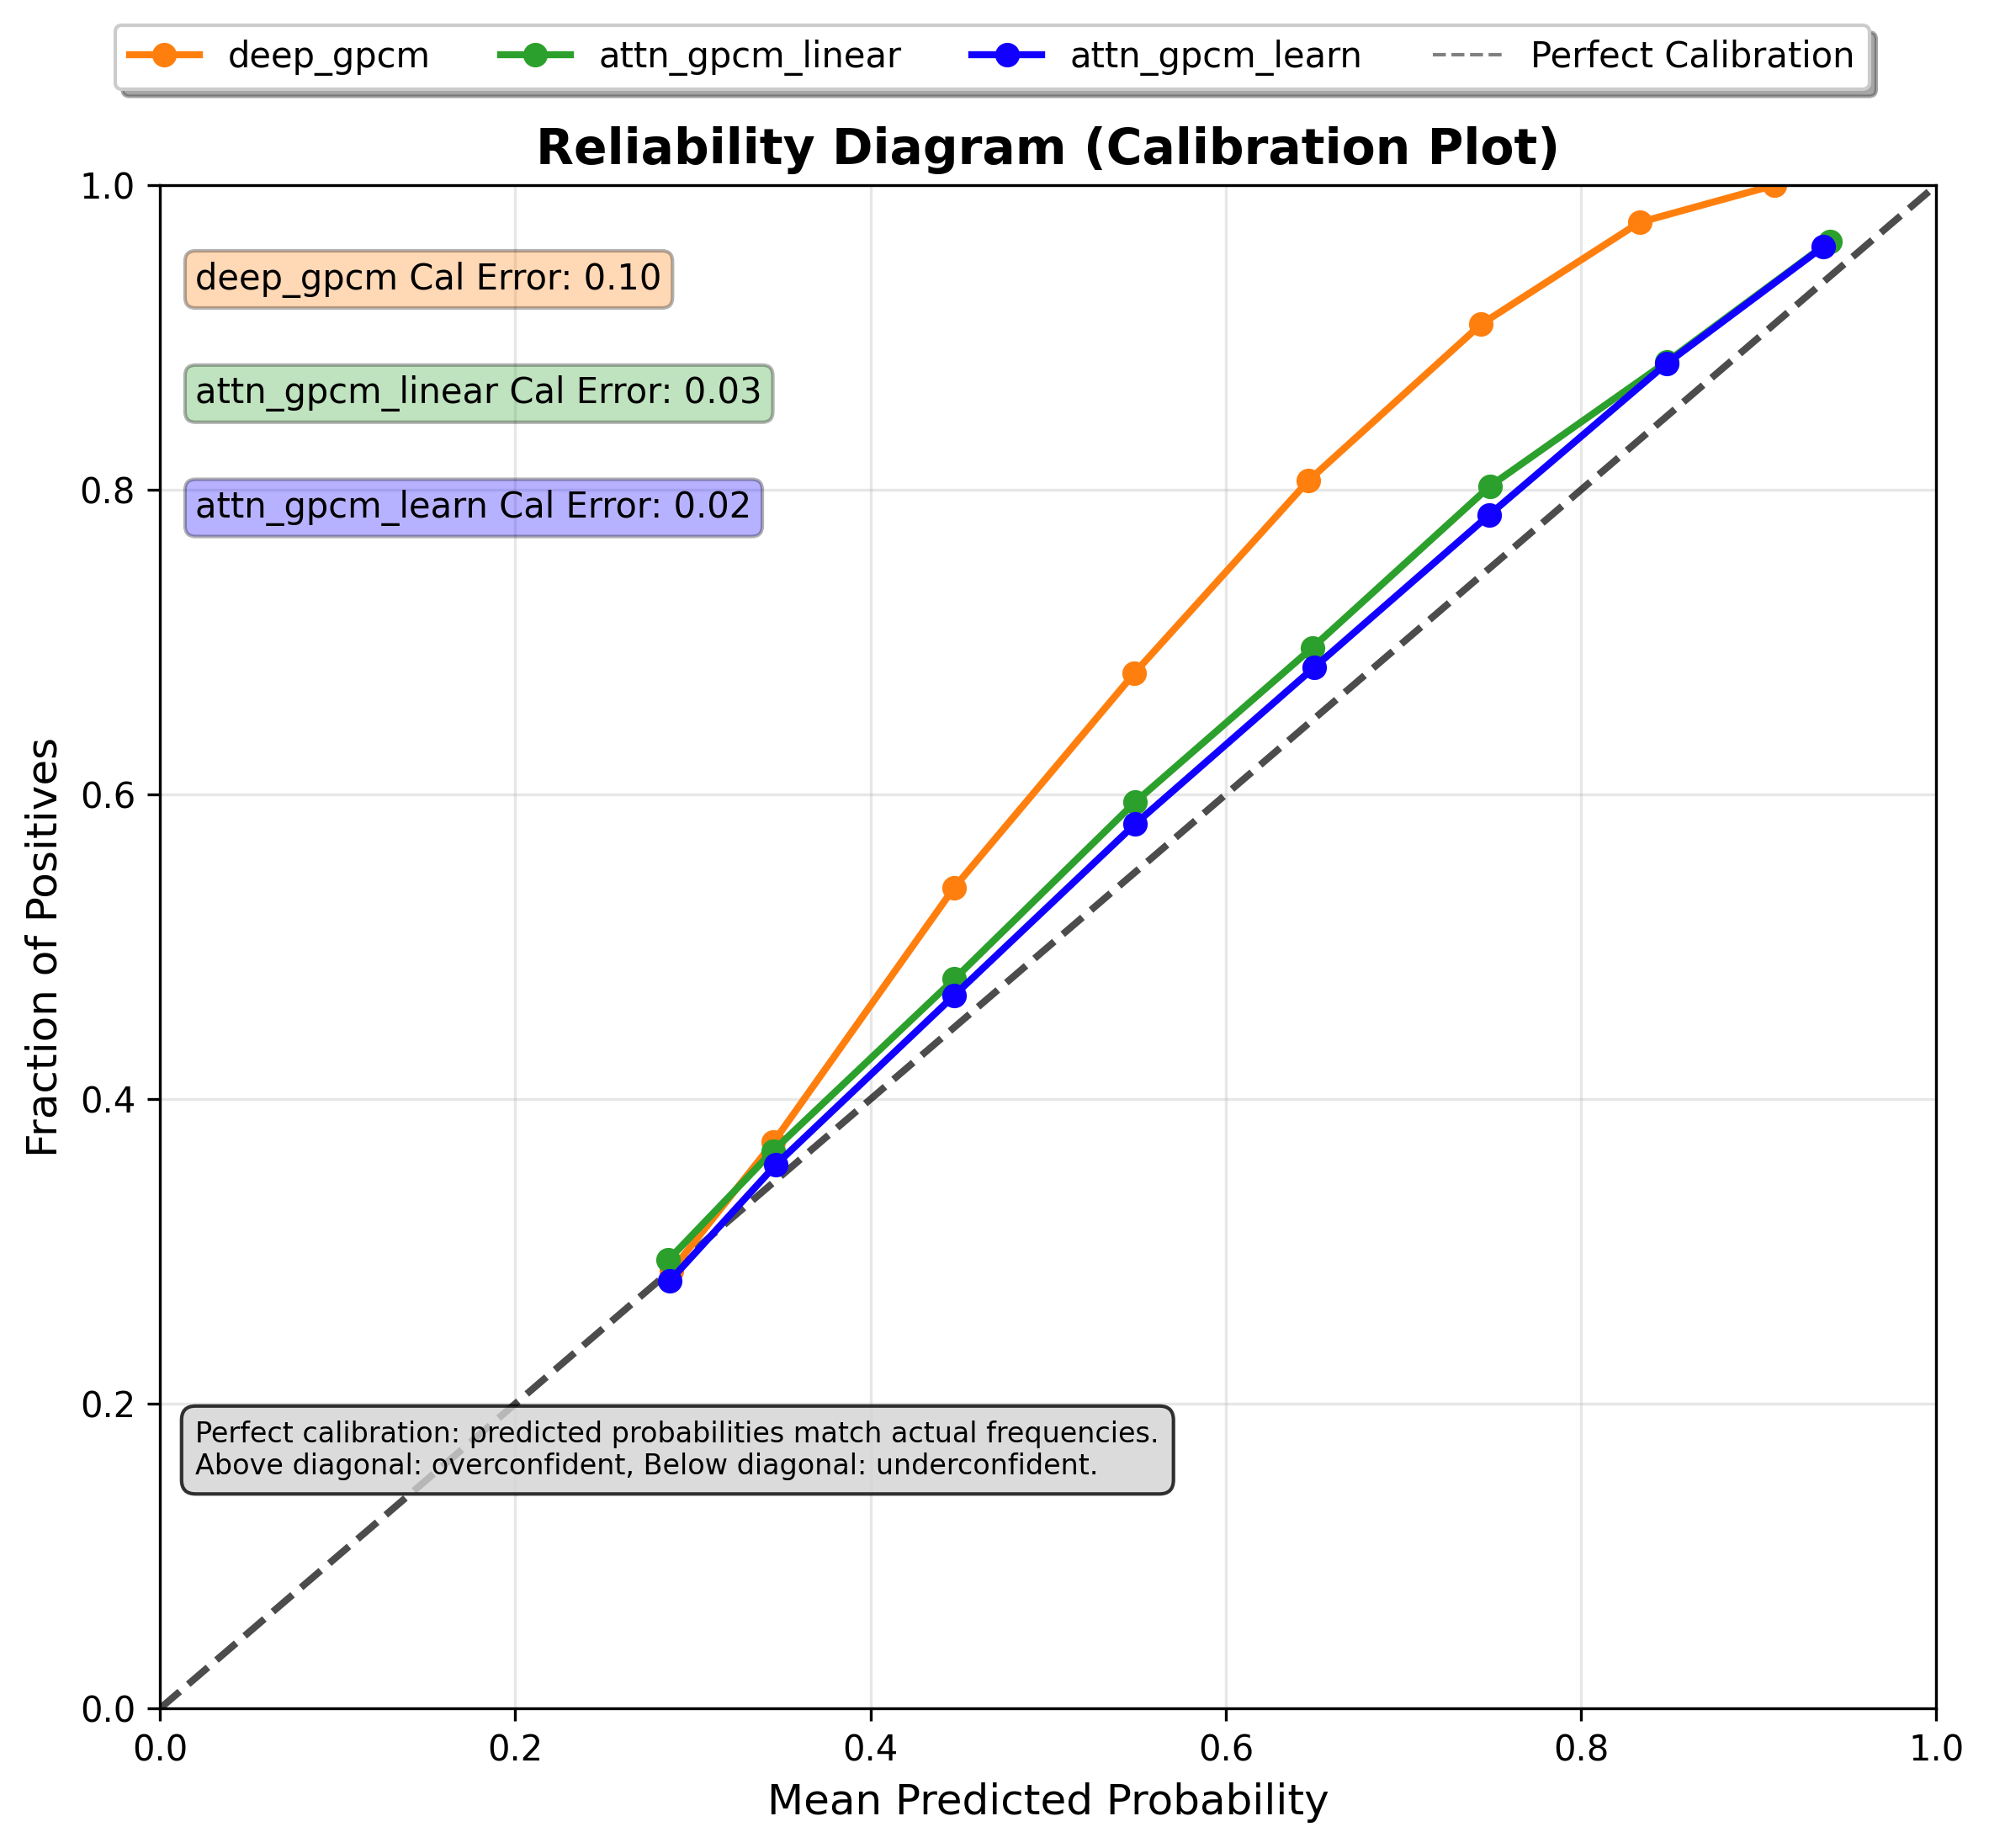 deep_gpcm attn_gpcm_linear attn_gpcm_learn Perfect Calibration
Reliability Diagram (Calibration Plot)
1.0
deep_gpcm Cal Error: 0.10
attn_gpcm_linear Cal Error: 0.03
0.8
attn_gpcm_learn Cal Error: 0.02
0.6
Fraction of Positives
0.4
0.2
Perfect calibration: predicted probabilities match actual frequencies.
Above diagonal: overconfident, Below diagonal: underconfident.
0.0
0.0 0.2 0.4 0.6 0.8 1.0
Mean Predicted Probability